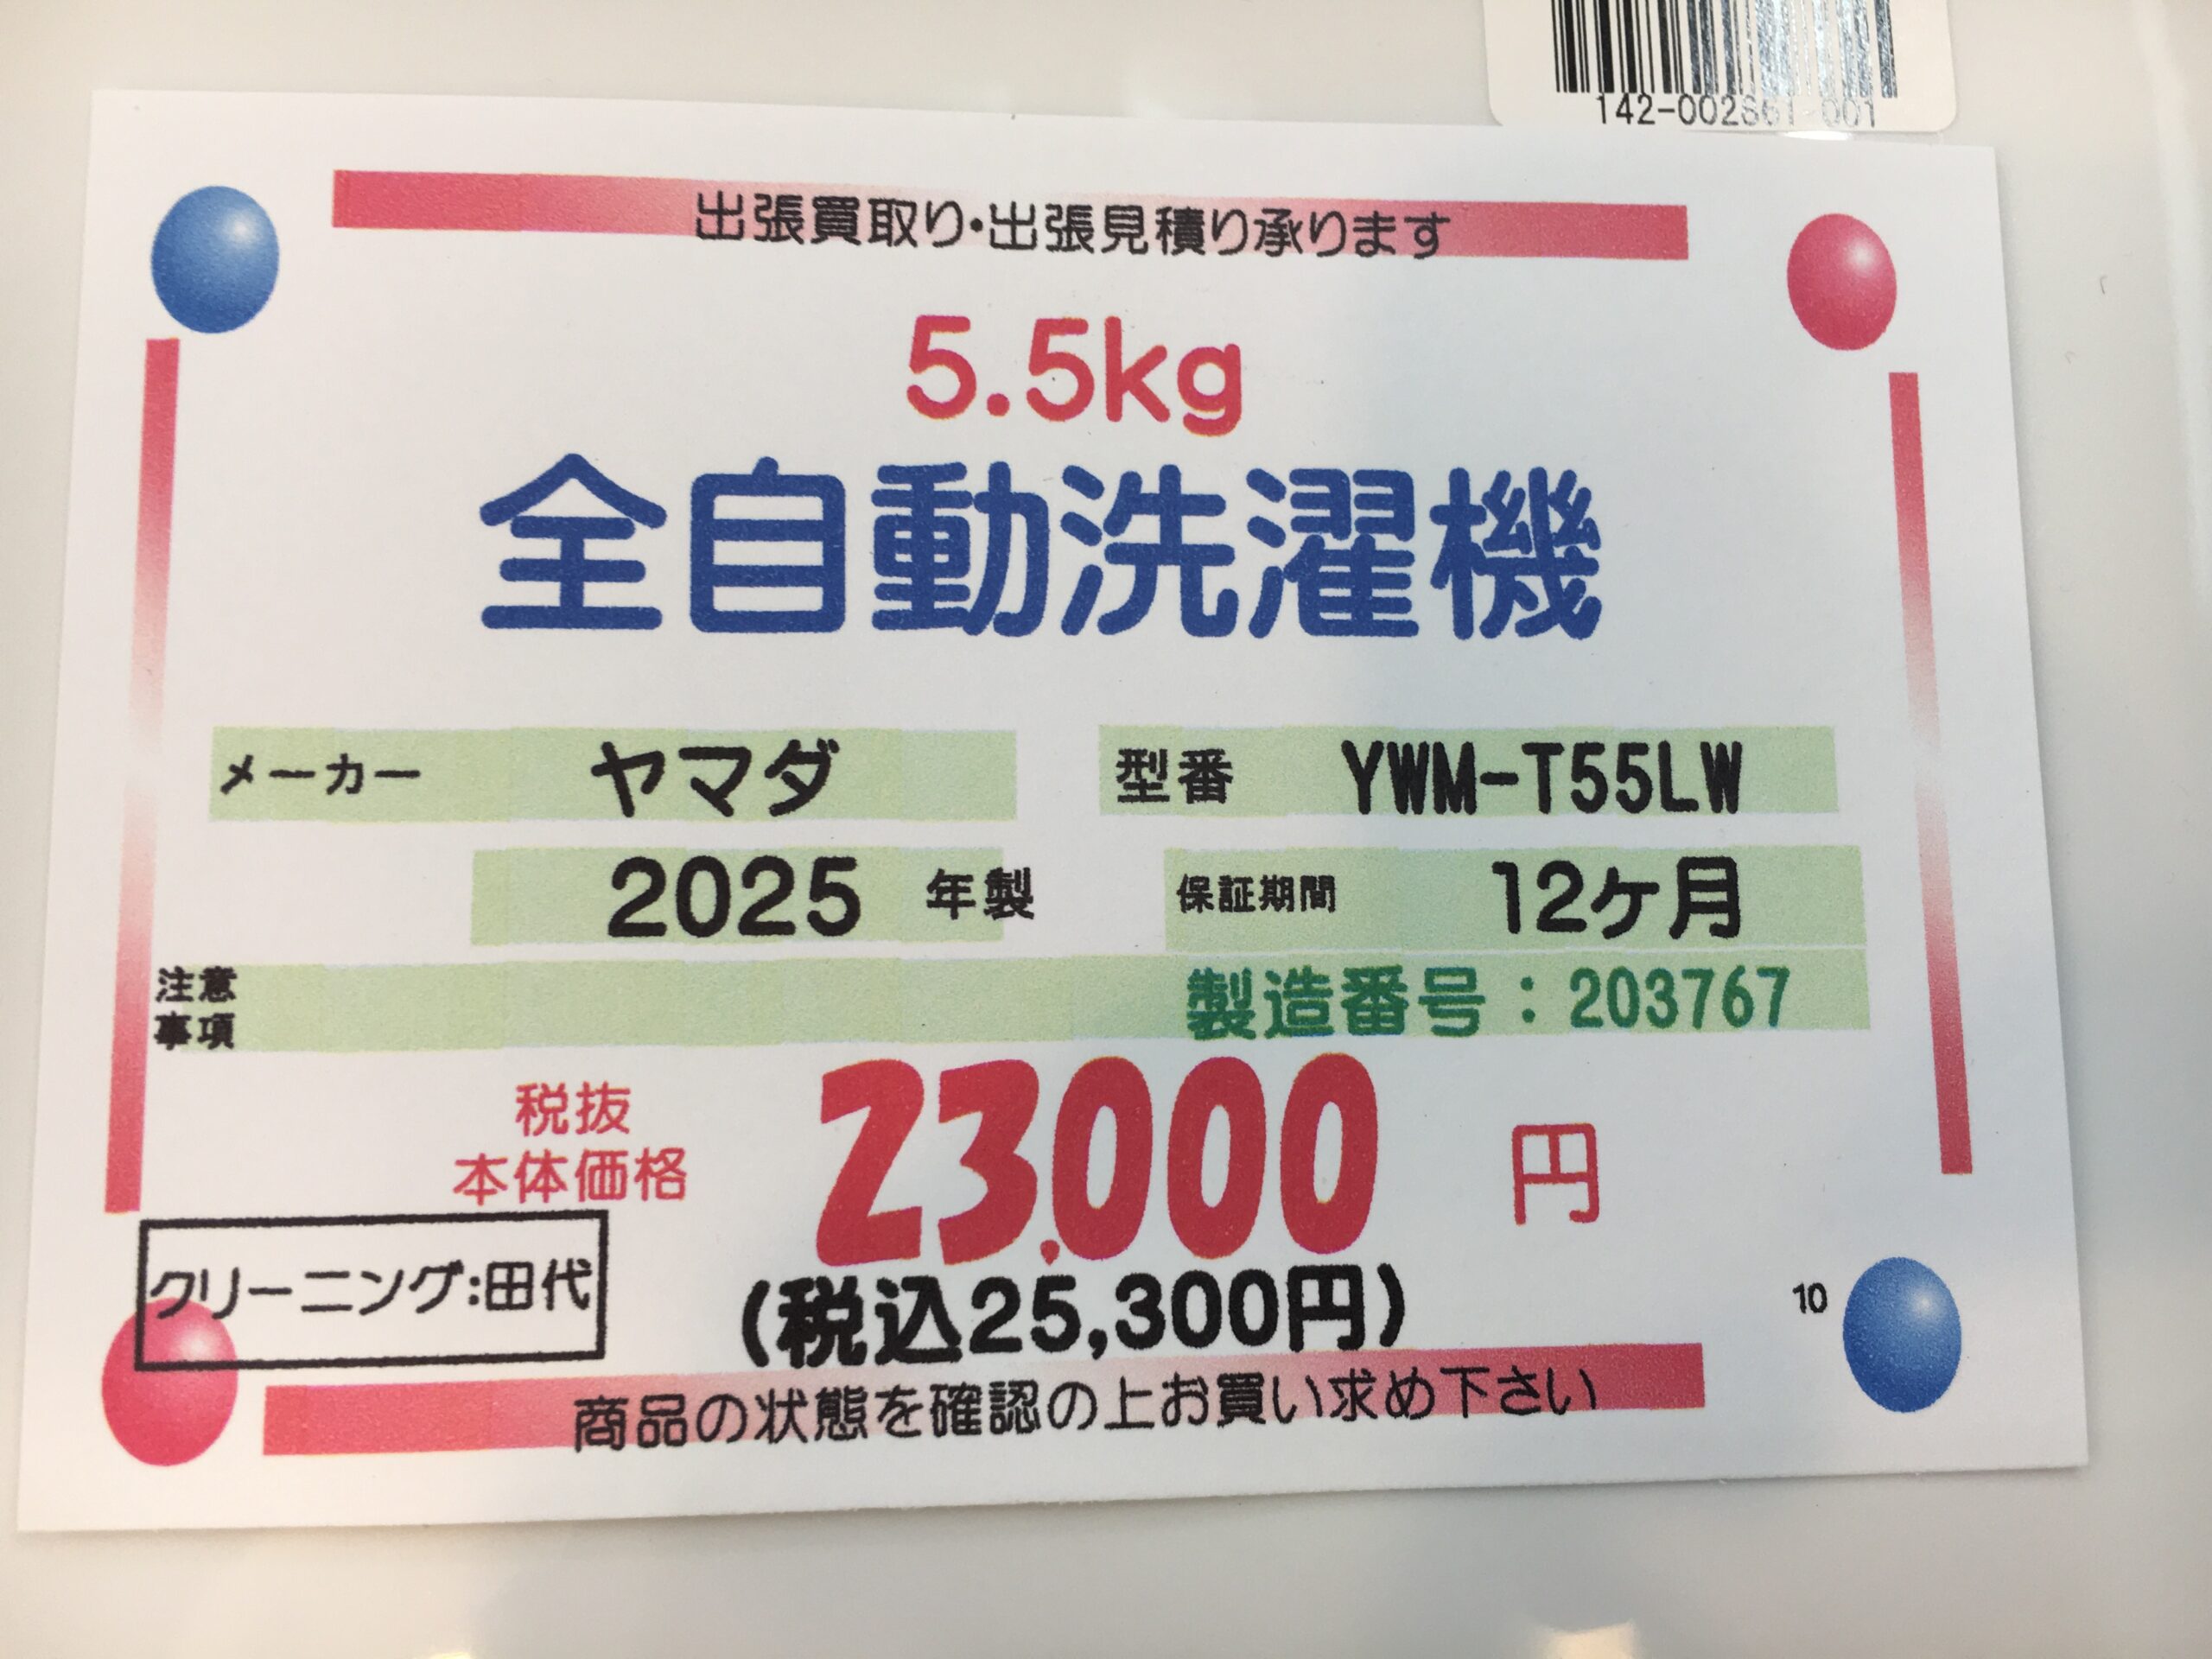 出張買取り・出張見積り承ります
5.5kg
全自動洗濯機
メーカー ヤマダ 型番 YWM-T55LW
2025 年製 保証期間 12ケ月
注意
事項
製造番号：203767
税抜
本体価格
23,000 円
クリーニング:田代
(税込25,300円)
10
商品の状態を確認の上お買い求め下さい